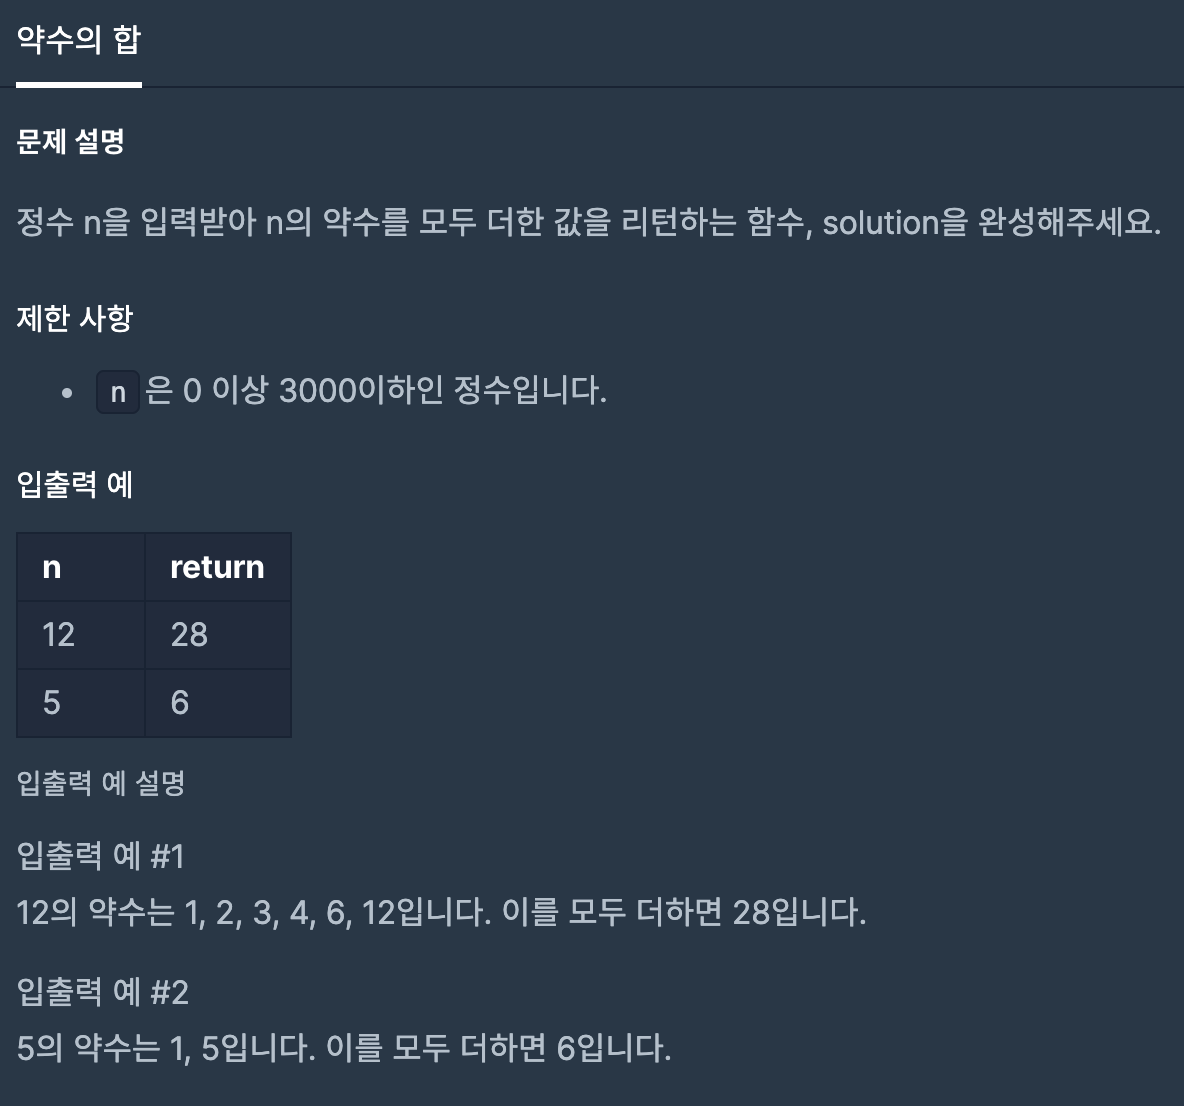 약수의 합
문제 설명
정수 n을 입력받아 n의 약수를 모두 더한 값을 리턴하는 함수, solution을 완성해주세요.
제한 사항
• n은 0 이상 3000이하인 정수입니다.
입출력 예
n return
12 28
5 6
입출력 예 설명
입출력 예 #1
12의 약수는 1, 2, 3, 4, 6, 12입니다. 이를 모두 더하면 28입니다.
입출력 예 #2
5의 약수는 1, 5입니다. 이를 모두 더하면 6입니다.